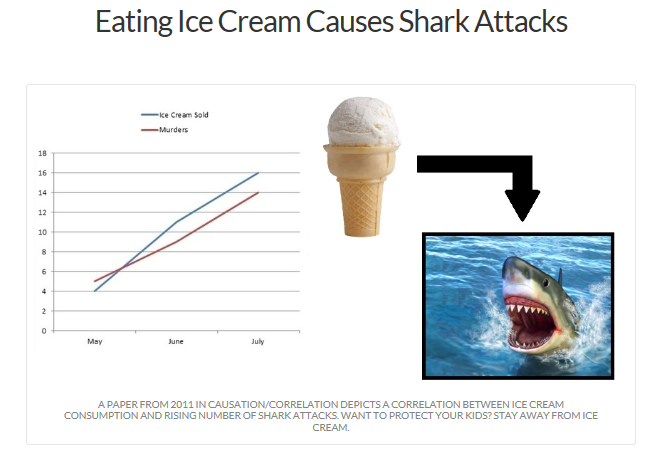 Eating Ice Cream Causes Shark Attacks
Ice Cream Sold
Murders
18
16
14
12
10
8
6
4
2
0
May June July
A PAPER FROM 2011 IN CAUSATION/CORRELATION DEPICTS A CORRELATION BETWEEN ICE CREAM
CONSUMPTION AND RISING NUMBER OF SHARK ATTACKS. WANT TO PROTECT YOUR KIDS? STAY AWAY FROM ICE
CREAM.